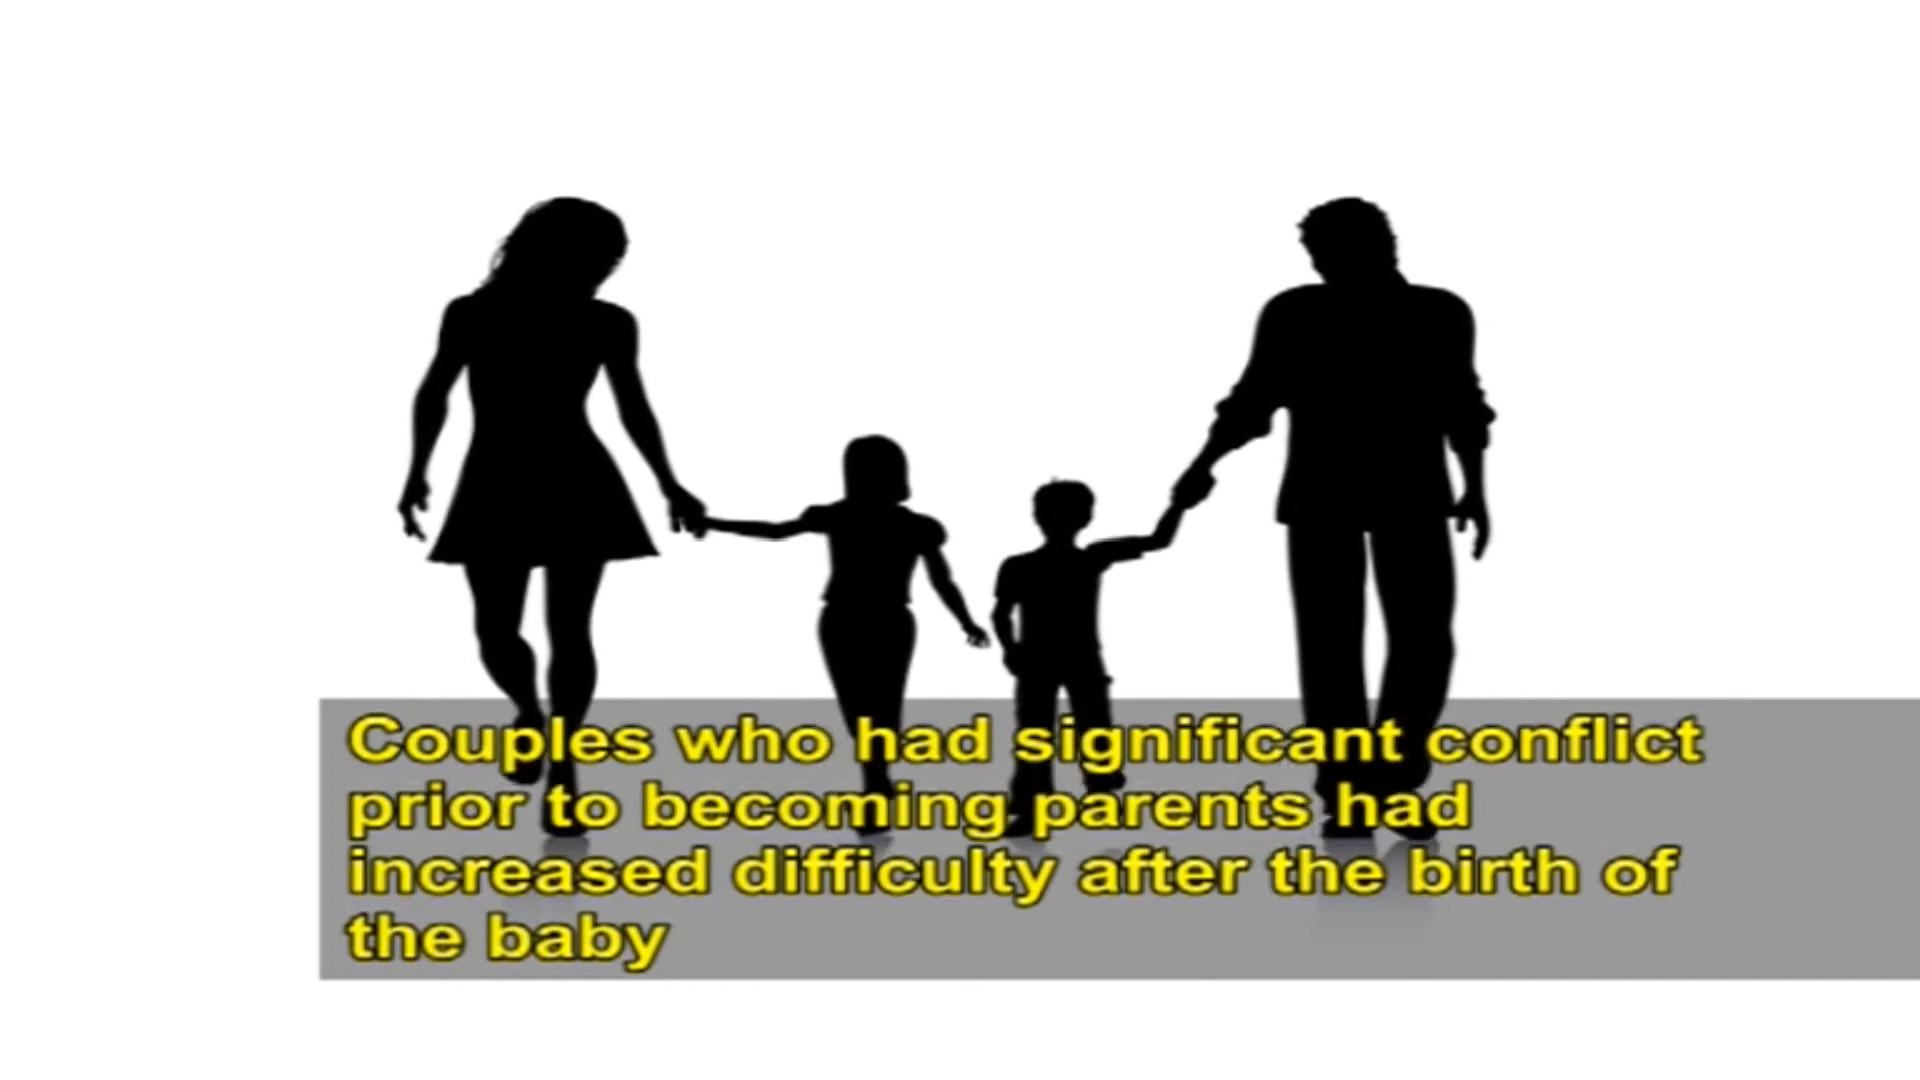 Couples who had significant conflict
prior to becoming parents had
increased difficulty after the birth of
the baby